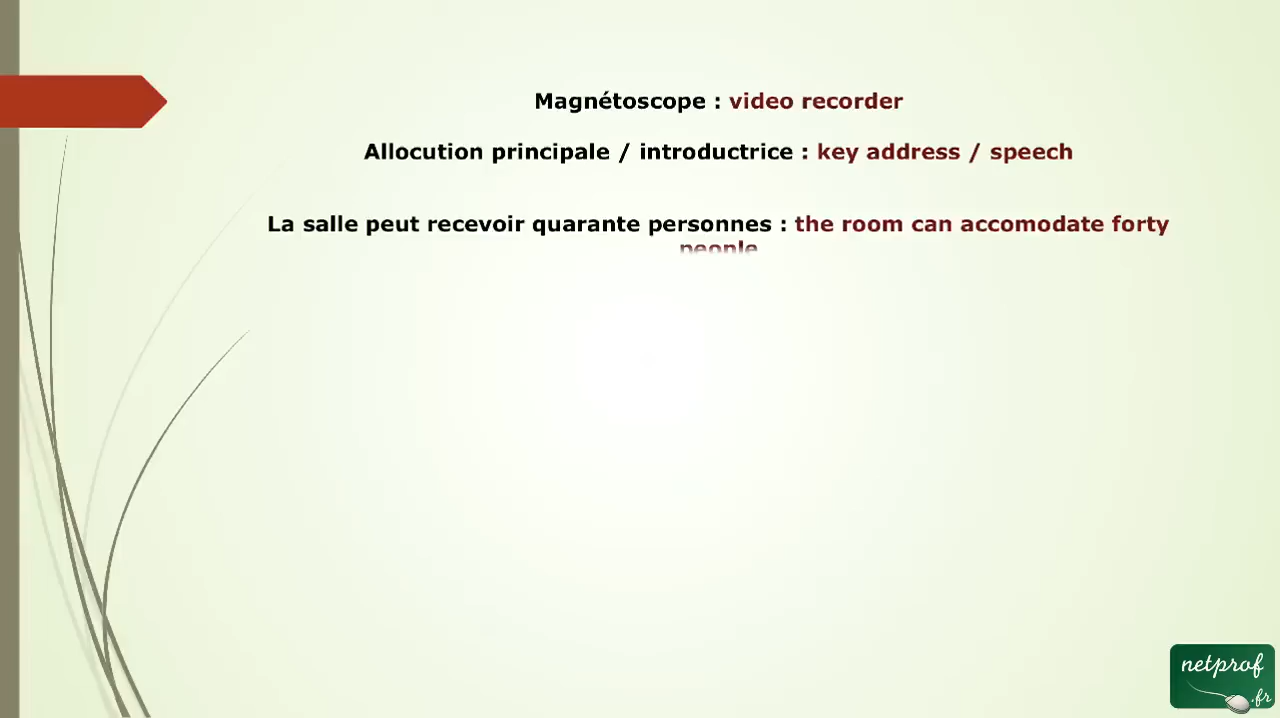 Magnétoscope : video recorder
Allocution principale / introductrice : key address / speech
La salle peut recevoir quarante personnes : the room can accomodate forty
people
netprof
.fr